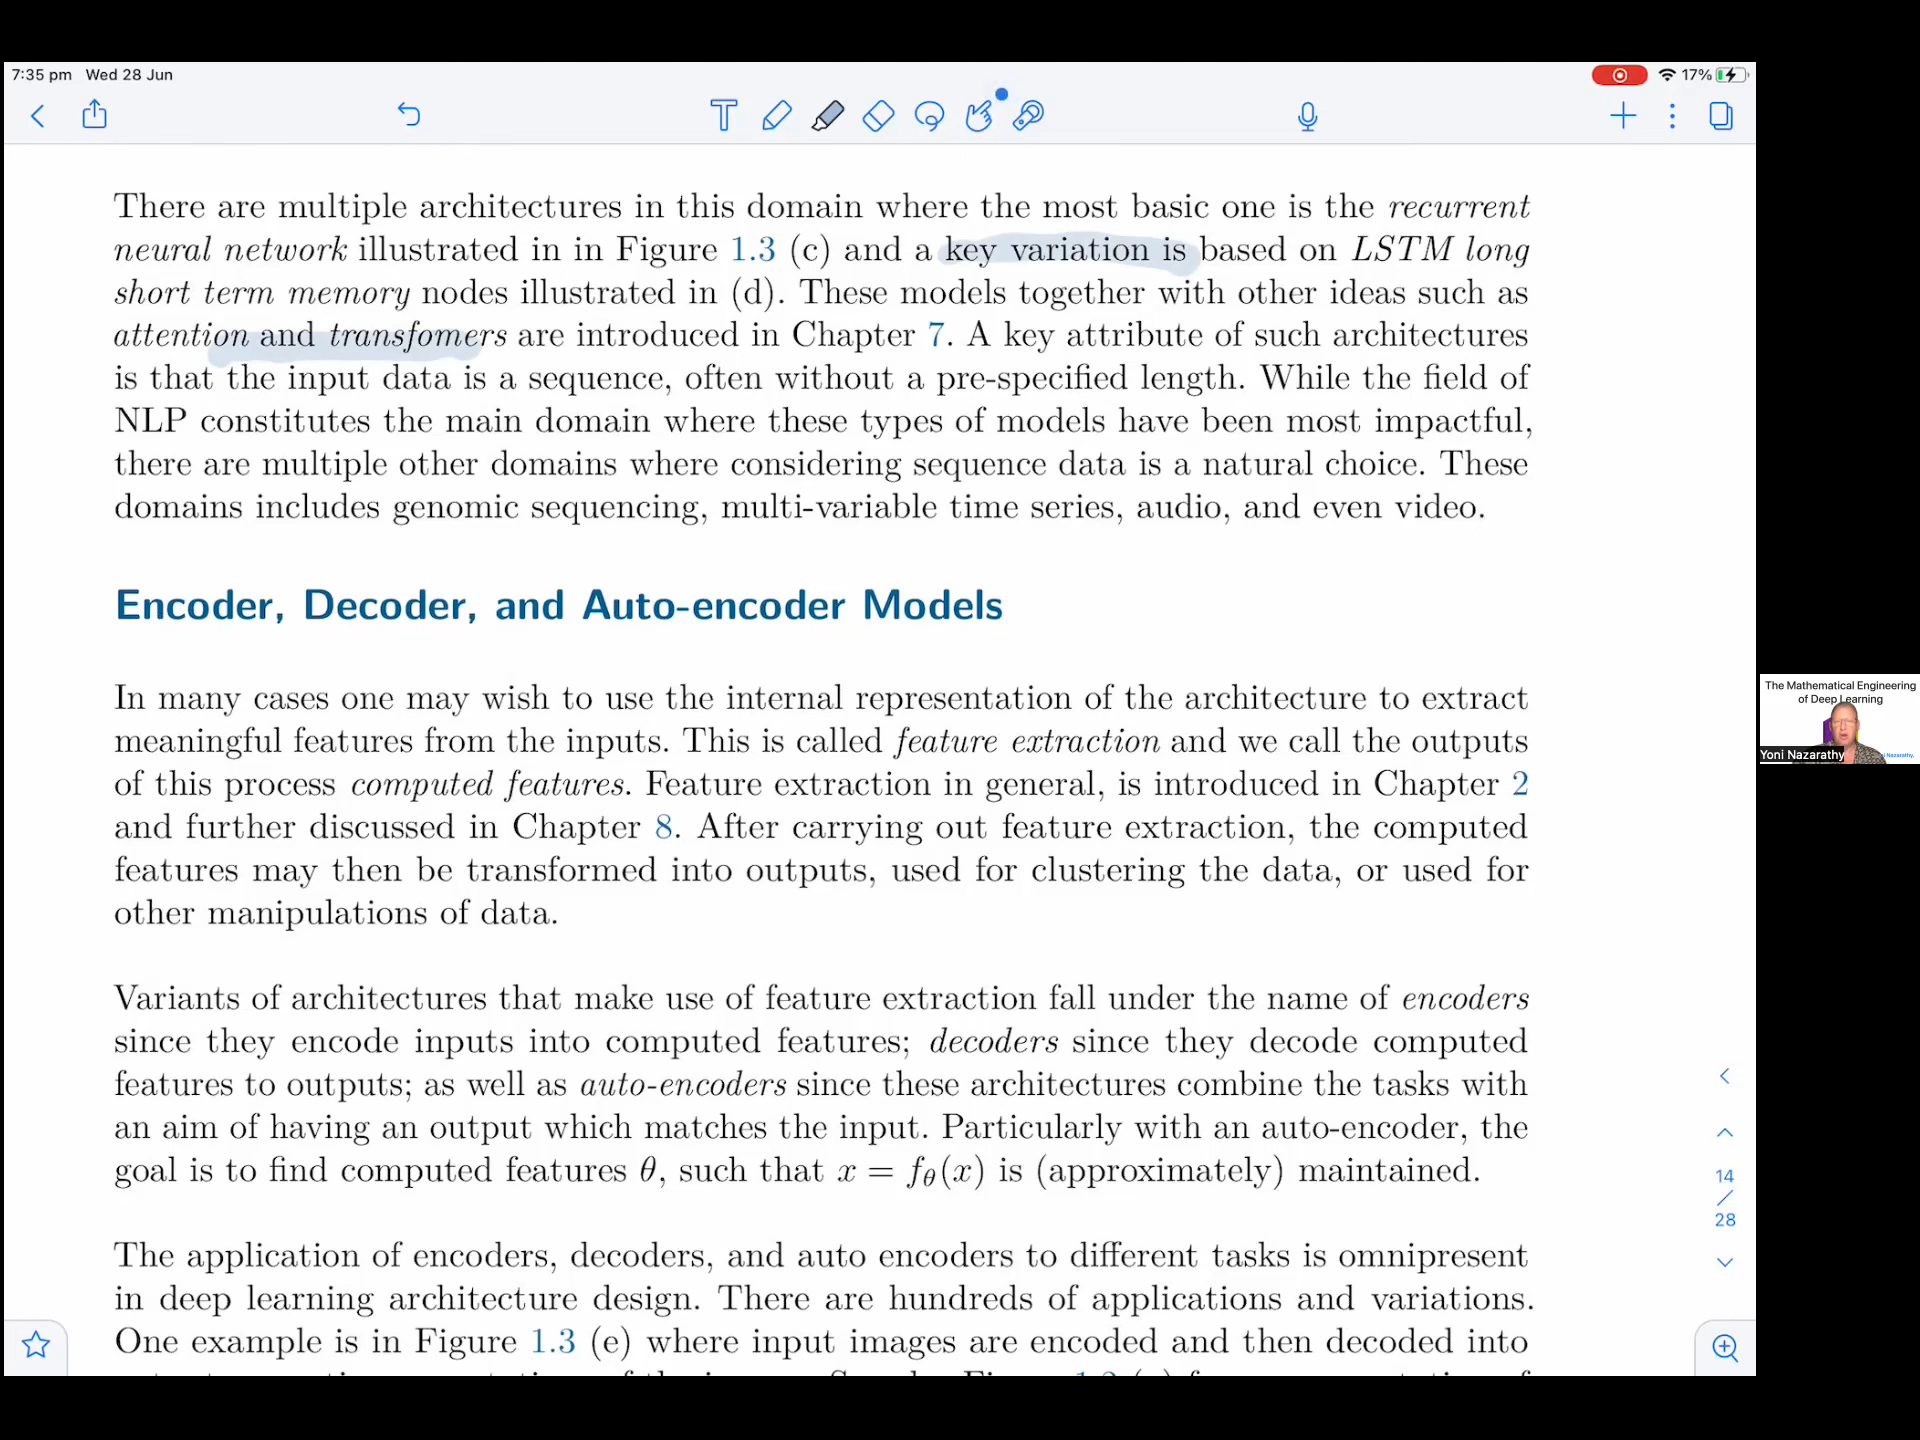 7:35 pm Wed 28 Jun
17%
There are multiple architectures in this domain where the most basic one is the recurrent
neural network illustrated in in Figure 1.3 (c) and a key variation is based on LSTM long
short term memory nodes illustrated in (d). These models together with other ideas such as
attention and transfomers are introduced in Chapter 7. A key attribute of such architectures
is that the input data is a sequence, often without a pre-specified length. While the field of
NLP constitutes the main domain where these types of models have been most impactful,
there are multiple other domains where considering sequence data is a natural choice. These
domains includes genomic sequencing, multi-variable time series, audio, and even video.
Encoder, Decoder, and Auto-encoder Models
In many cases one may wish to use the internal representation of the architecture to extract
meaningful features from the inputs. This is called feature extraction and we call the outputs
of this process computed features. Feature extraction in general, is introduced in Chapter 2
and further discussed in Chapter 8. After carrying out feature extraction, the computed
features may then be transformed into outputs, used for clustering the data, or used for
other manipulations of data.
Variants of architectures that make use of feature extraction fall under the name of encoders
since they encode inputs into computed features; decoders since they decode computed
features to outputs; as well as auto-encoders since these architectures combine the tasks with
an aim of having an output which matches the input. Particularly with an auto-encoder, the
goal is to find computed features θ, such that x = fθ(x) is (approximately) maintained.
The application of encoders, decoders, and auto encoders to different tasks is omnipresent
in deep learning architecture design. There are hundreds of applications and variations.
One example is in Figure 1.3 (e) where input images are encoded and then decoded into
14
/
28
The Mathematical Engineering
of Deep Learning
Yoni Nazarathy
Nazarathy.